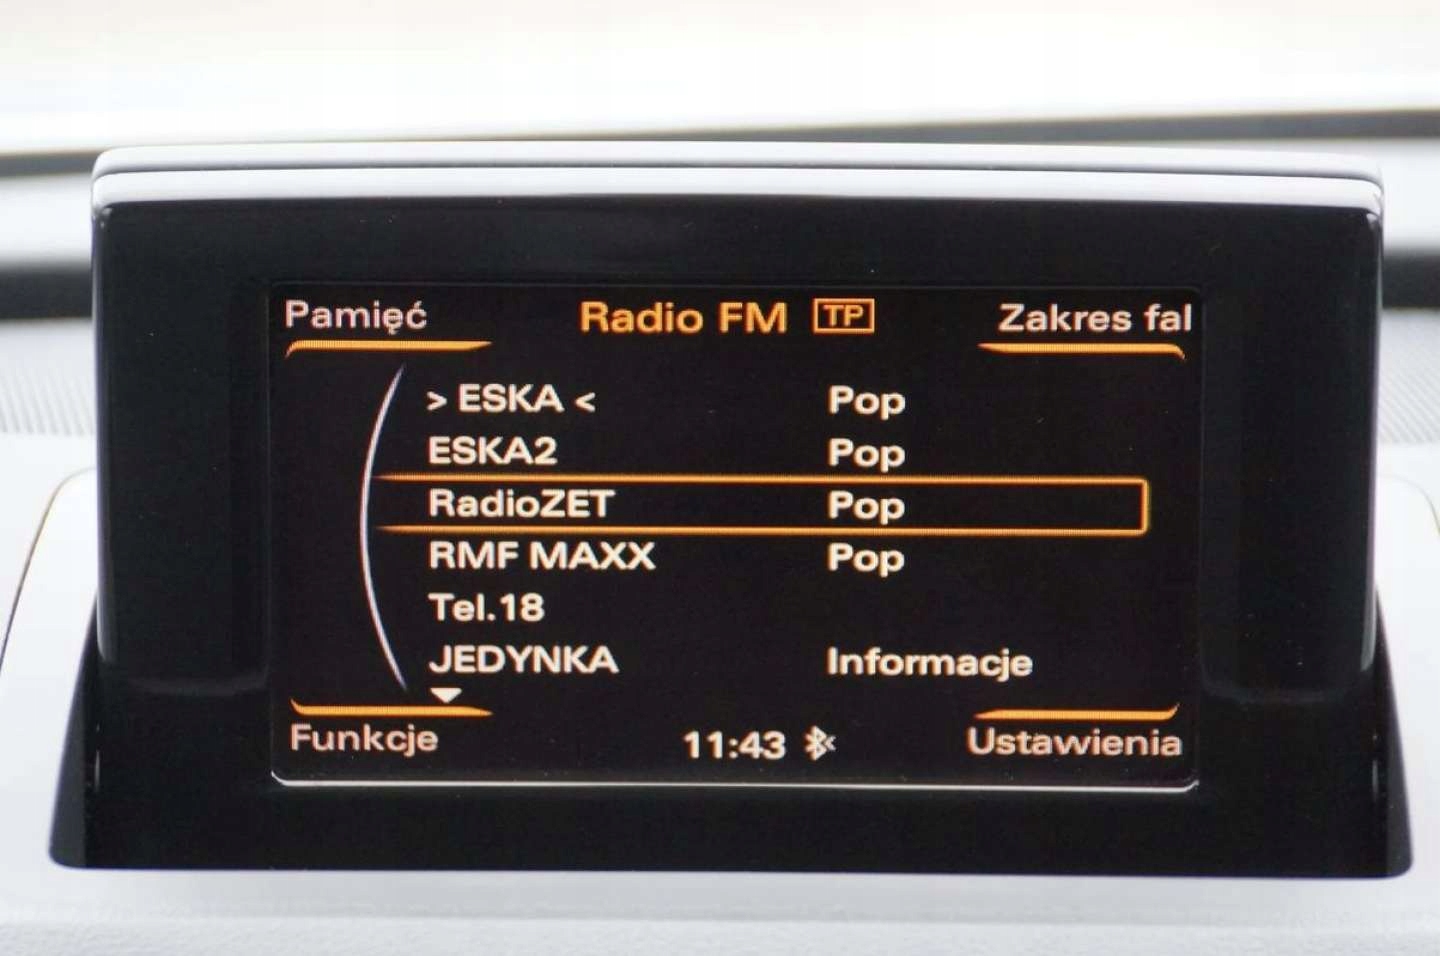 Pamięć Radio FM TP Zakres fal
> ESKA < Pop
ESKA2 Pop
RadioZET Pop
RMF MAXX Pop
Tel.18
JEDYNKA Informacje
Funkcje 11:43 Ustawienia